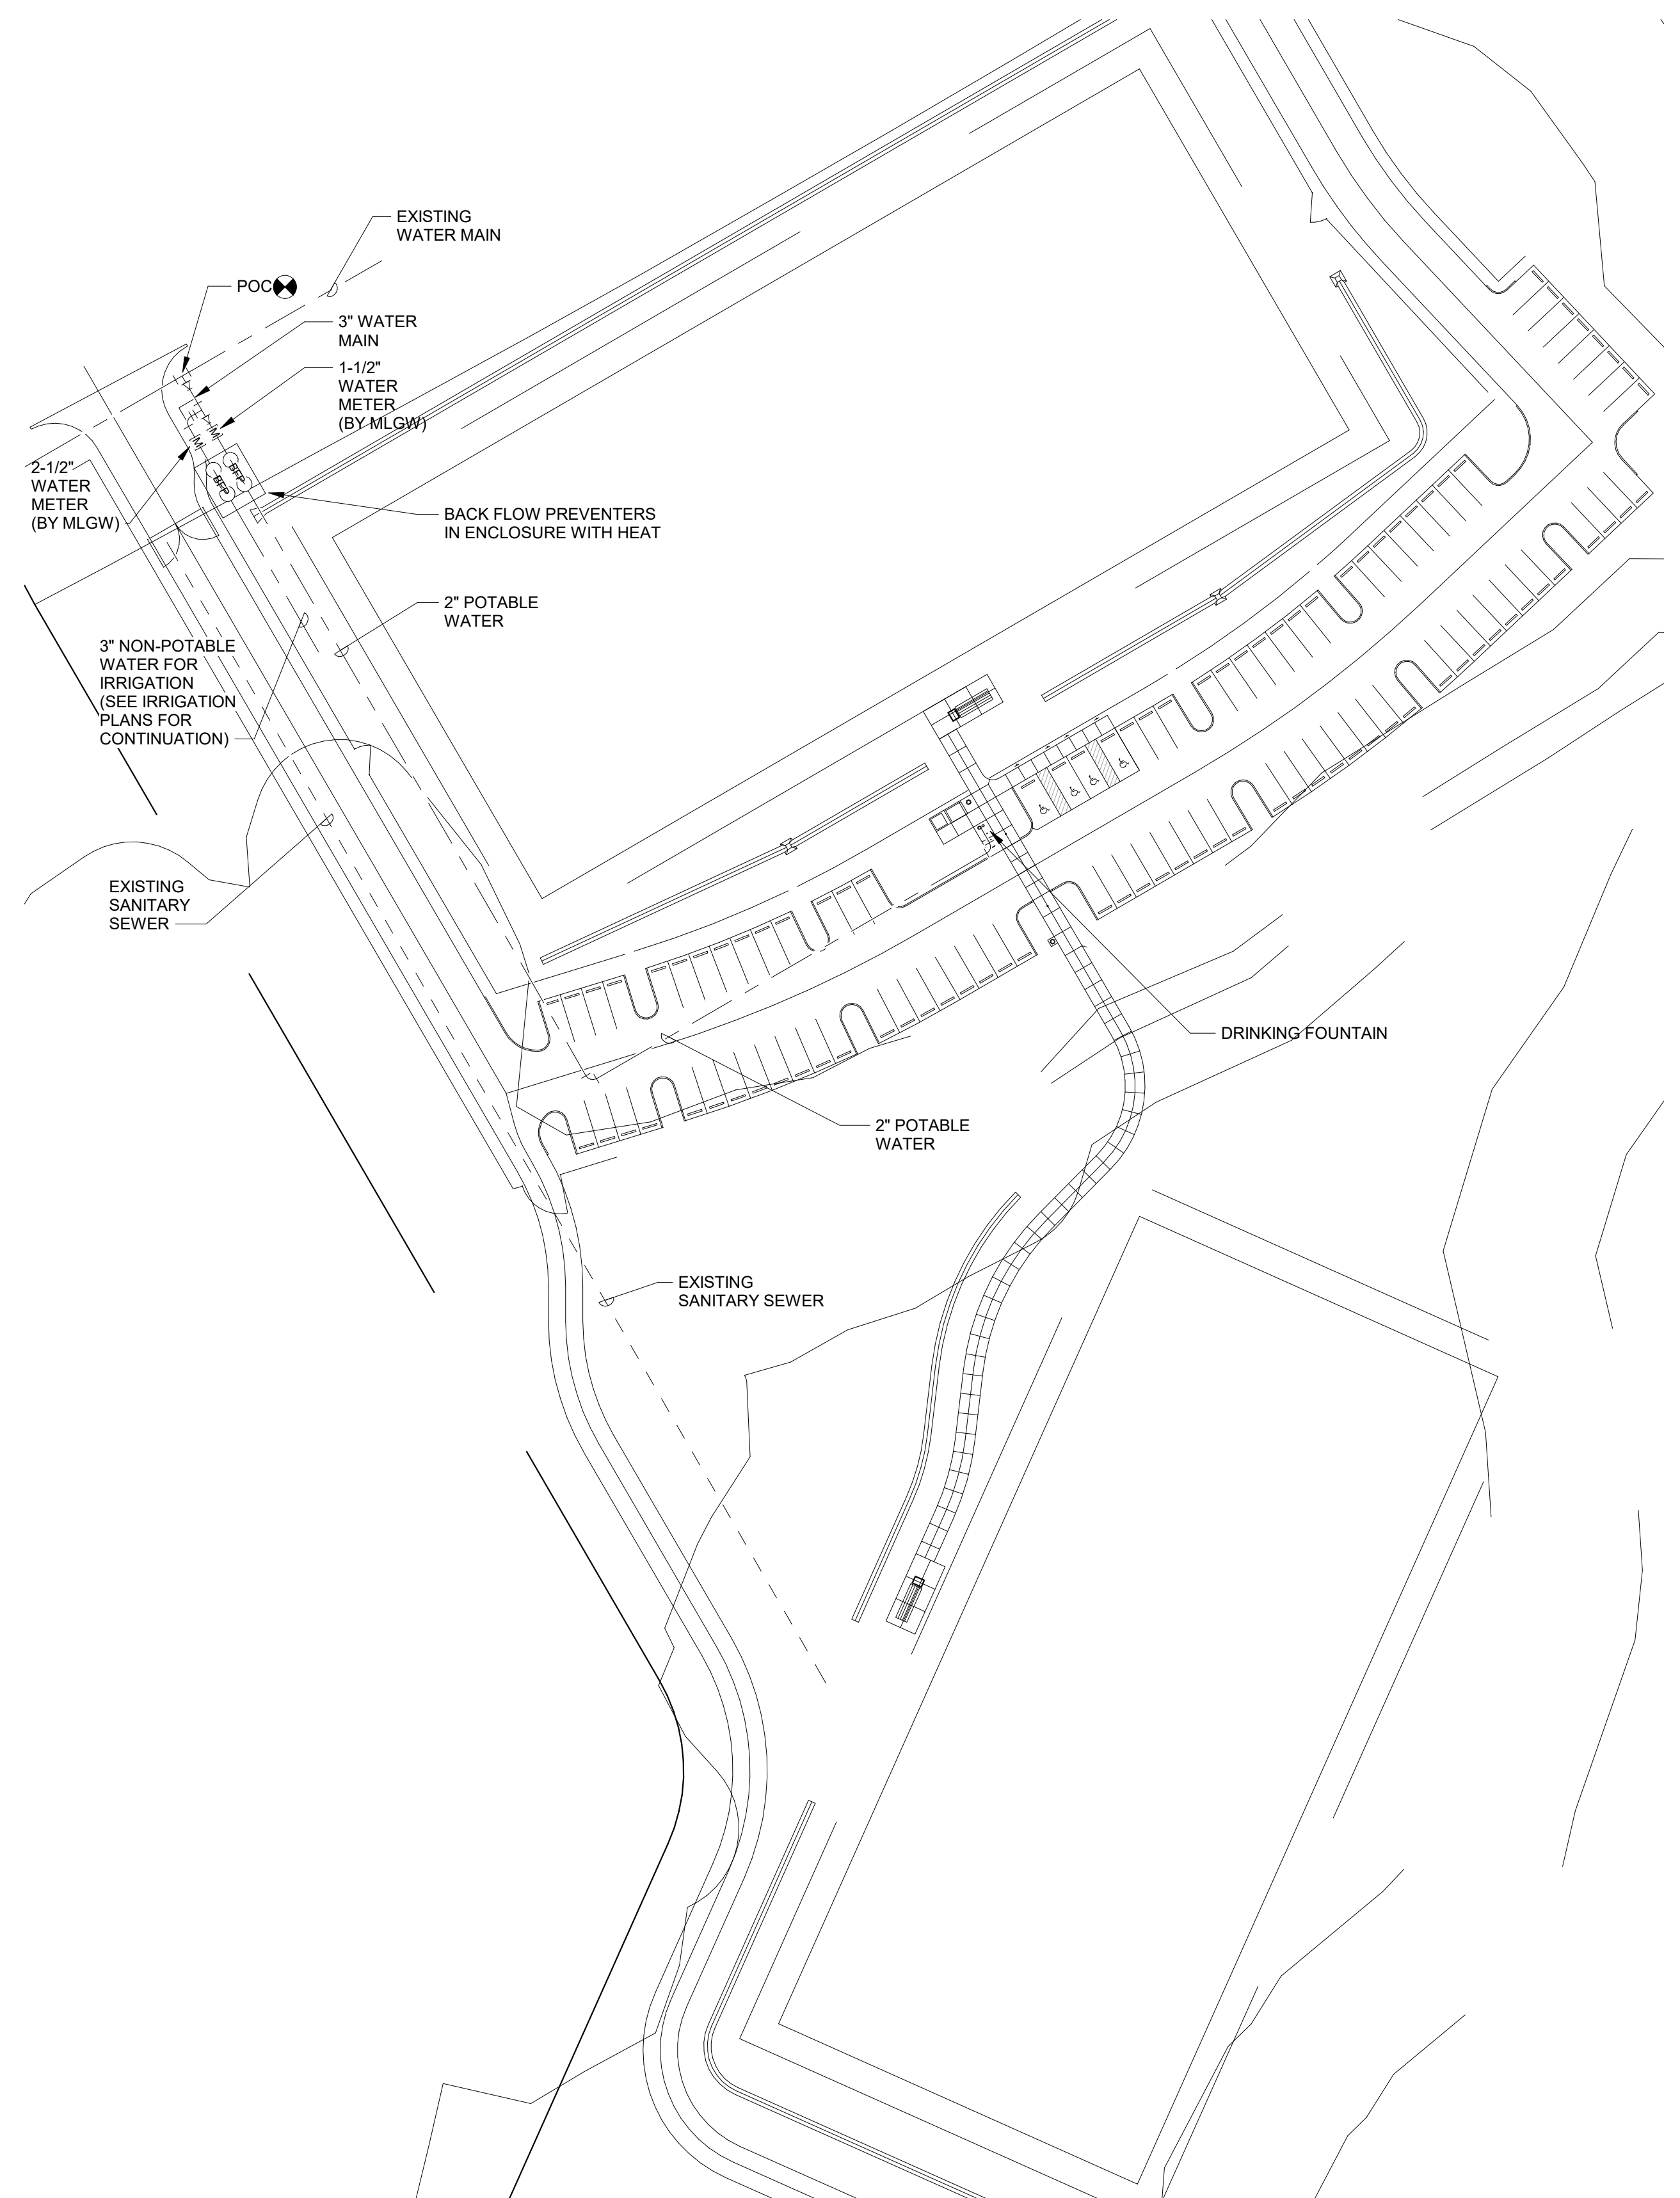 EXISTING
WATER MAIN
POC
3" WATER
MAIN
1-1/2"
WATER
METER
(BY MLGW)
M
M
2-1/2"
WATER
METER
(BY MLGW)
BFP
BFP
BACK FLOW PREVENTERS
IN ENCLOSURE WITH HEAT
2" POTABLE
WATER
3" NON-POTABLE
WATER FOR
IRRIGATION
(SEE IRRIGATION
PLANS FOR
CONTINUATION)
EXISTING
SANITARY
SEWER
DRINKING FOUNTAIN
2" POTABLE
WATER
EXISTING
SANITARY SEWER